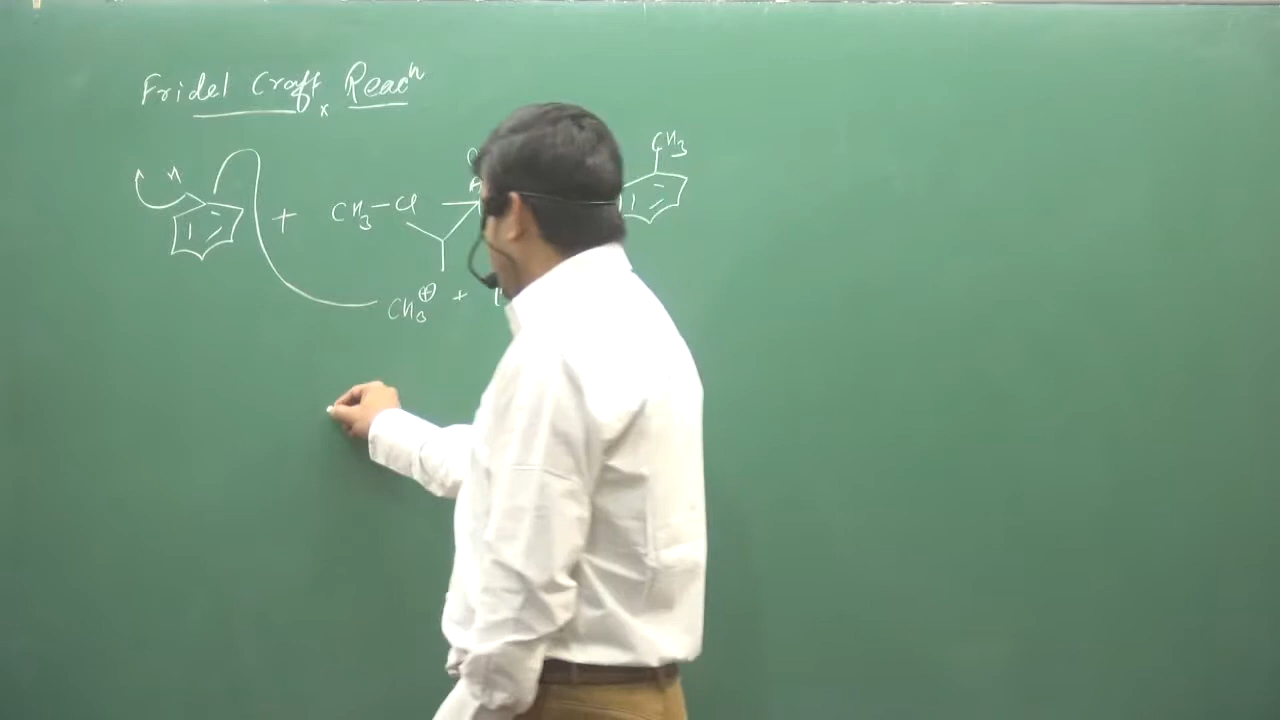 Fridel Craft Reacⁿ
CH₃
H
+ CH₃-Cl
CH₃⊕ +